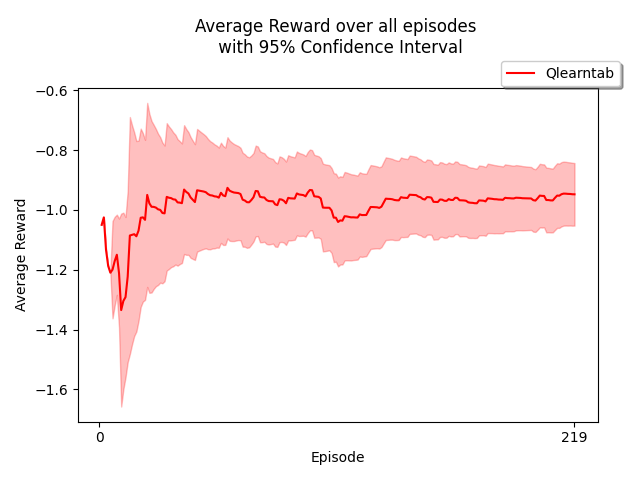 Average Reward over all episodes
with 95% Confidence Interval
Qlearntab
−0.6
−0.8
−1.0
−1.2
−1.4
−1.6
Average Reward
0
219
Episode